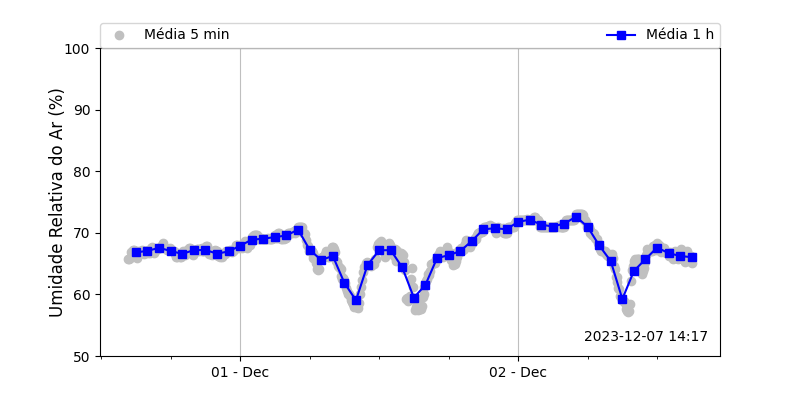 Média 5 min
Média 1 h
Umidade Relativa do Ar (%)
100
90
80
70
60
50
2023-12-07 14:17
01 - Dec
02 - Dec